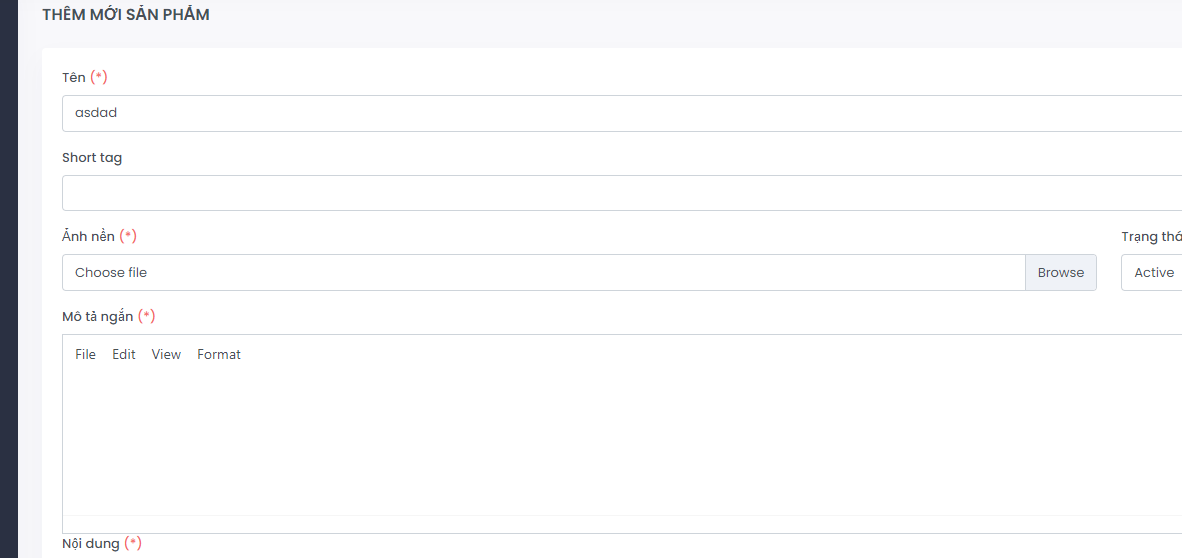 THÊM MỚI SẢN PHẨM
Tên (*)
asdad
Short tag
Ảnh nền (*)
Trạng thá
Choose file
Browse
Active
Mô tả ngắn (*)
File Edit View Format
Nội dung (*)